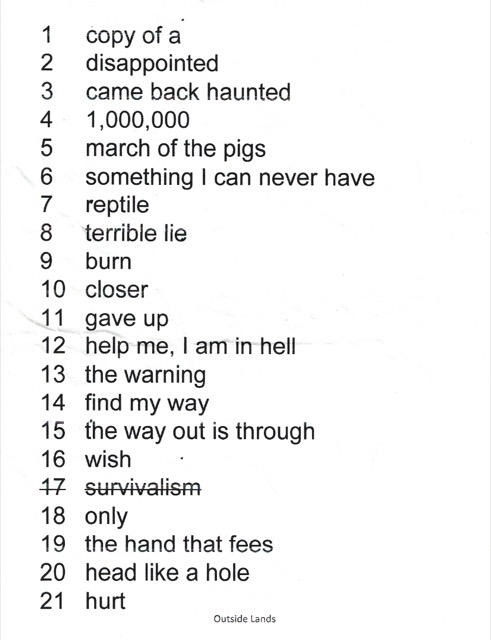 1 copy of a
2 disappointed
3 came back haunted
4 1,000,000
5 march of the pigs
6 something I can never have
7 reptile
8 terrible lie
9 burn
10 closer
11 gave up
12 help me, I am in hell
13 the warning
14 find my way
15 the way out is through
16 wish
17 survivalism
18 only
19 the hand that fees
20 head like a hole
21 hurt
Outside Lands